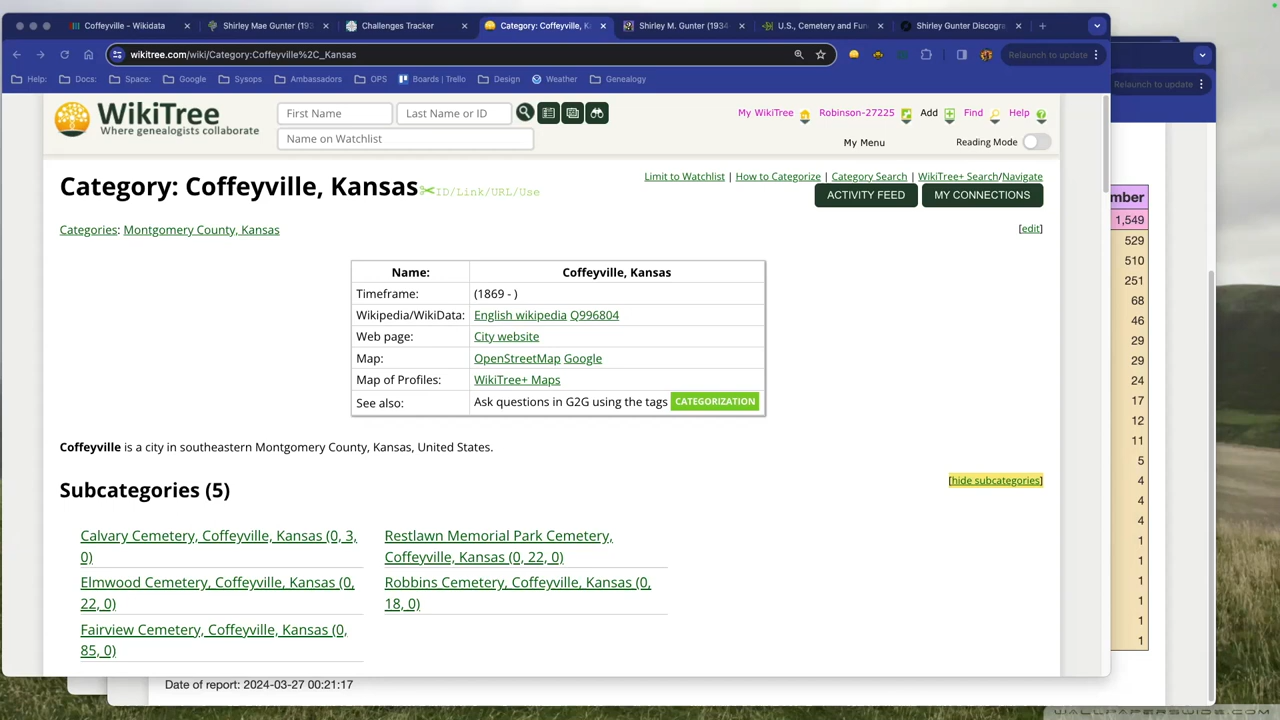 Coffeyville - Wikidata
Shirley Mae Gunter (193
Challenges Tracker
Category: Coffeyville, K
Shirley M. Gunter (1934
U.S., Cemetery and Fun
Shirley Gunter Discogra
wikitree.com/wiki/Category:Coffeyville%2C_Kansas
Relaunch to update
Relaunch to update
Help:
Docs:
Space:
Google
Sysops
Ambassadors
OPS
Boards | Trello
Design
Weather
Genealogy
WikiTree
Where genealogists collaborate
First Name
Last Name or ID
Name on Watchlist
My WikiTree
Robinson-27225
Add
Find
Help
My Menu
Reading Mode
Category: Coffeyville, Kansas
ID/Link/URL/Use
Limit to Watchlist | How to Categorize | Category Search | WikiTree+ Search/Navigate
ACTIVITY FEED
MY CONNECTIONS
Categories: Montgomery County, Kansas
[edit]
Name: Coffeyville, Kansas
Timeframe: (1869 - )
Wikipedia/WikiData: English wikipedia Q996804
Web page: City website
Map: OpenStreetMap Google
Map of Profiles: WikiTree+ Maps
See also: Ask questions in G2G using the tags CATEGORIZATION
Coffeyville is a city in southeastern Montgomery County, Kansas, United States.
Subcategories (5)
[hide subcategories]
Calvary Cemetery, Coffeyville, Kansas (0, 3,
0)
Elmwood Cemetery, Coffeyville, Kansas (0,
22, 0)
Fairview Cemetery, Coffeyville, Kansas (0,
85, 0)
Restlawn Memorial Park Cemetery,
Coffeyville, Kansas (0, 22, 0)
Robbins Cemetery, Coffeyville, Kansas (0,
18, 0)
mber
1,549
529
510
251
68
46
29
29
24
17
12
11
5
4
4
4
1
1
1
1
1
1
Date of report: 2024-03-27 00:21:17
WALLPAPERSWIDE.COM